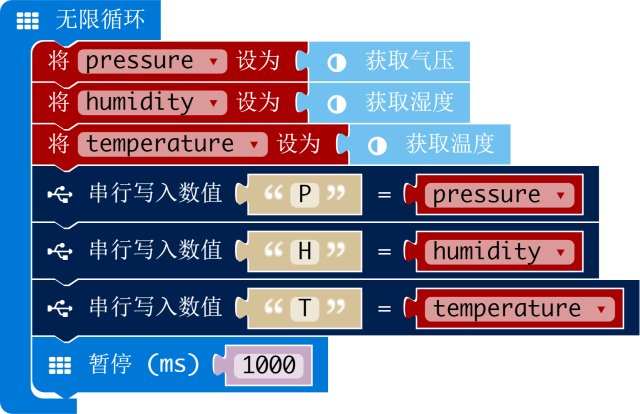 无限循环
将 pressure 设为 获取气压
将 humidity 设为 获取湿度
将 temperature 设为 获取温度
串行写入数值 “ P ” = pressure
串行写入数值 “ H ” = humidity
串行写入数值 “ T ” = temperature
暂停 (ms) 1000